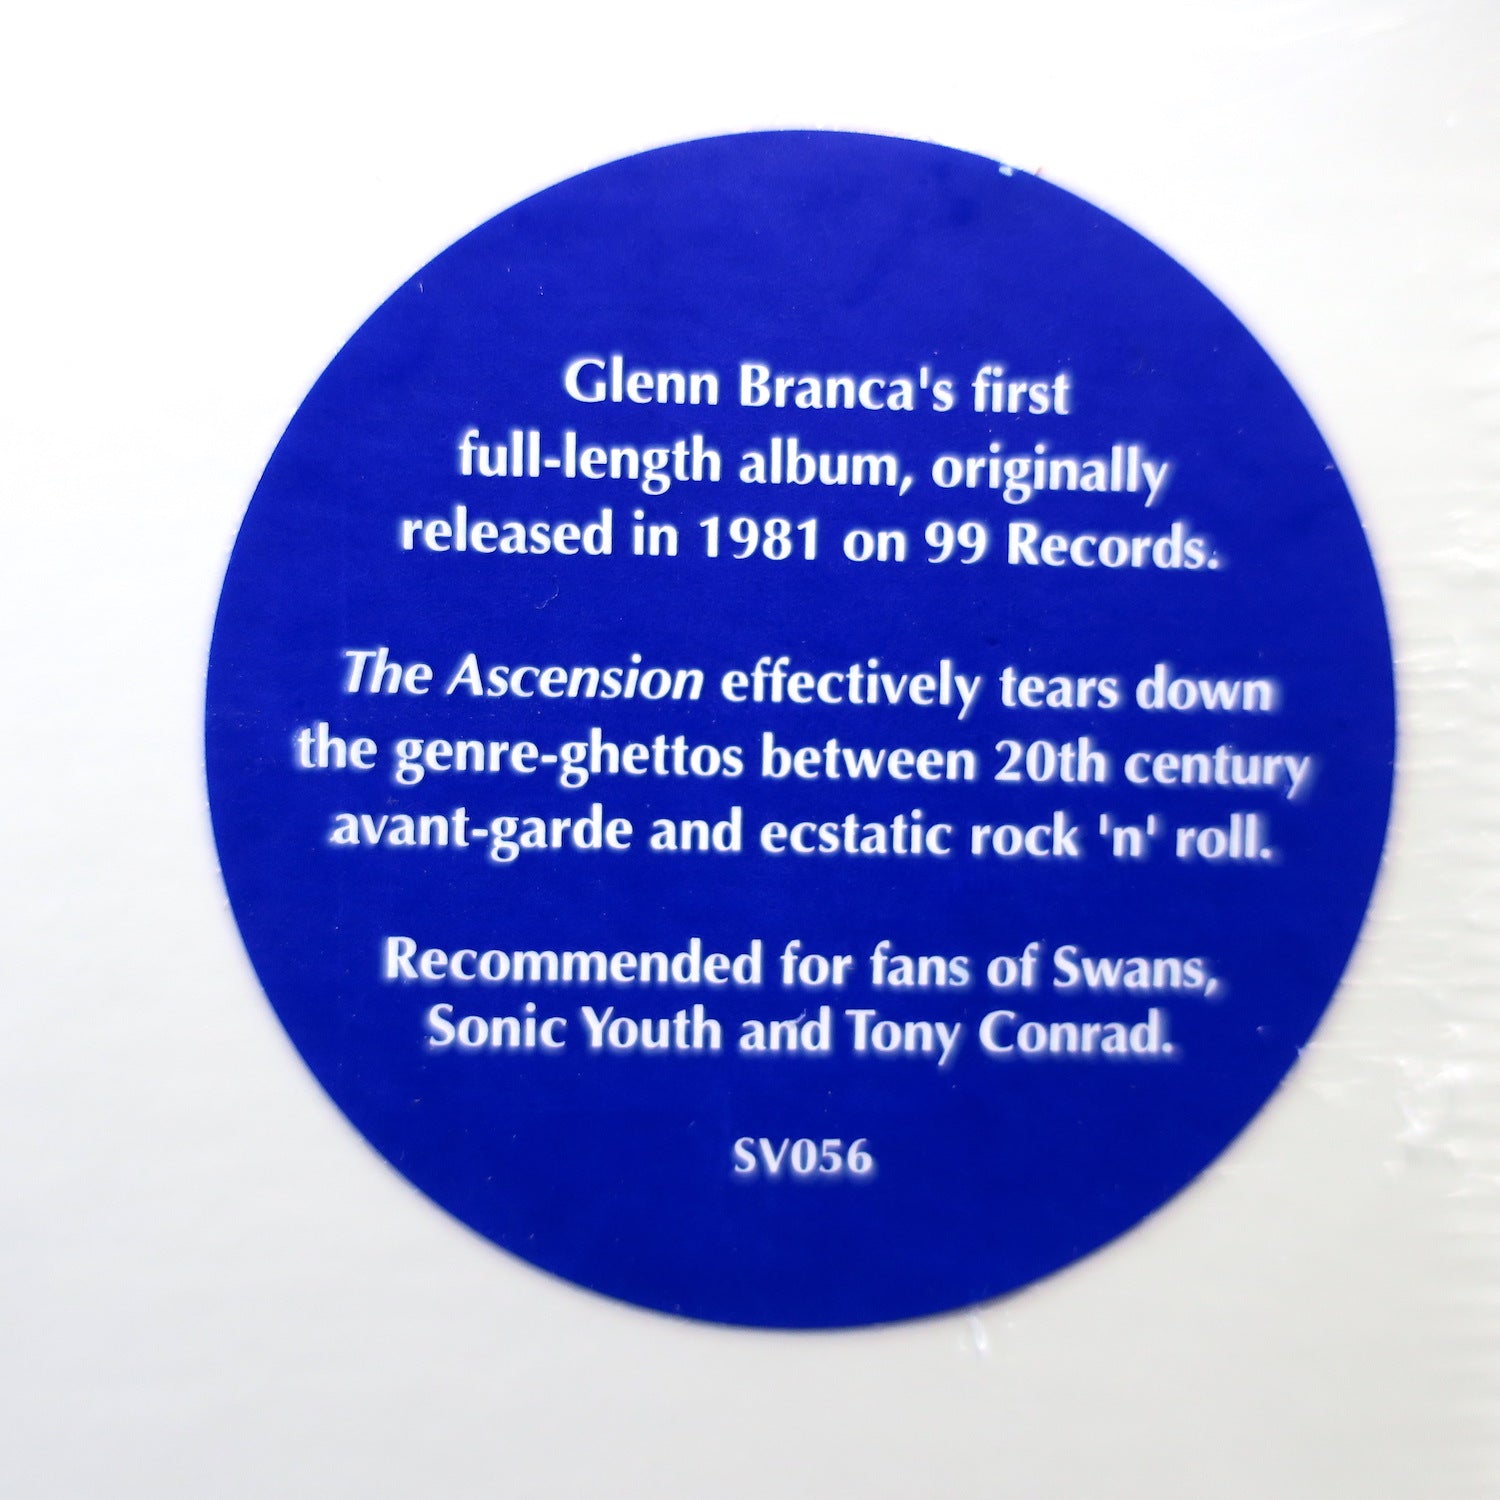 Glenn Branca's first
full-length album, originally
released in 1981 on 99 Records.
The Ascension effectively tears down
the genre-ghettos between 20th century
avant-garde and ecstatic rock 'n' roll.
Recommended for fans of Swans,
Sonic Youth and Tony Conrad.
SV056